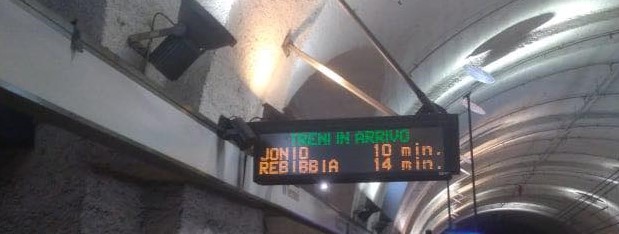 TRENI IN ARRIVO
JONIO 10 min.
REBIBBIA 14 min.